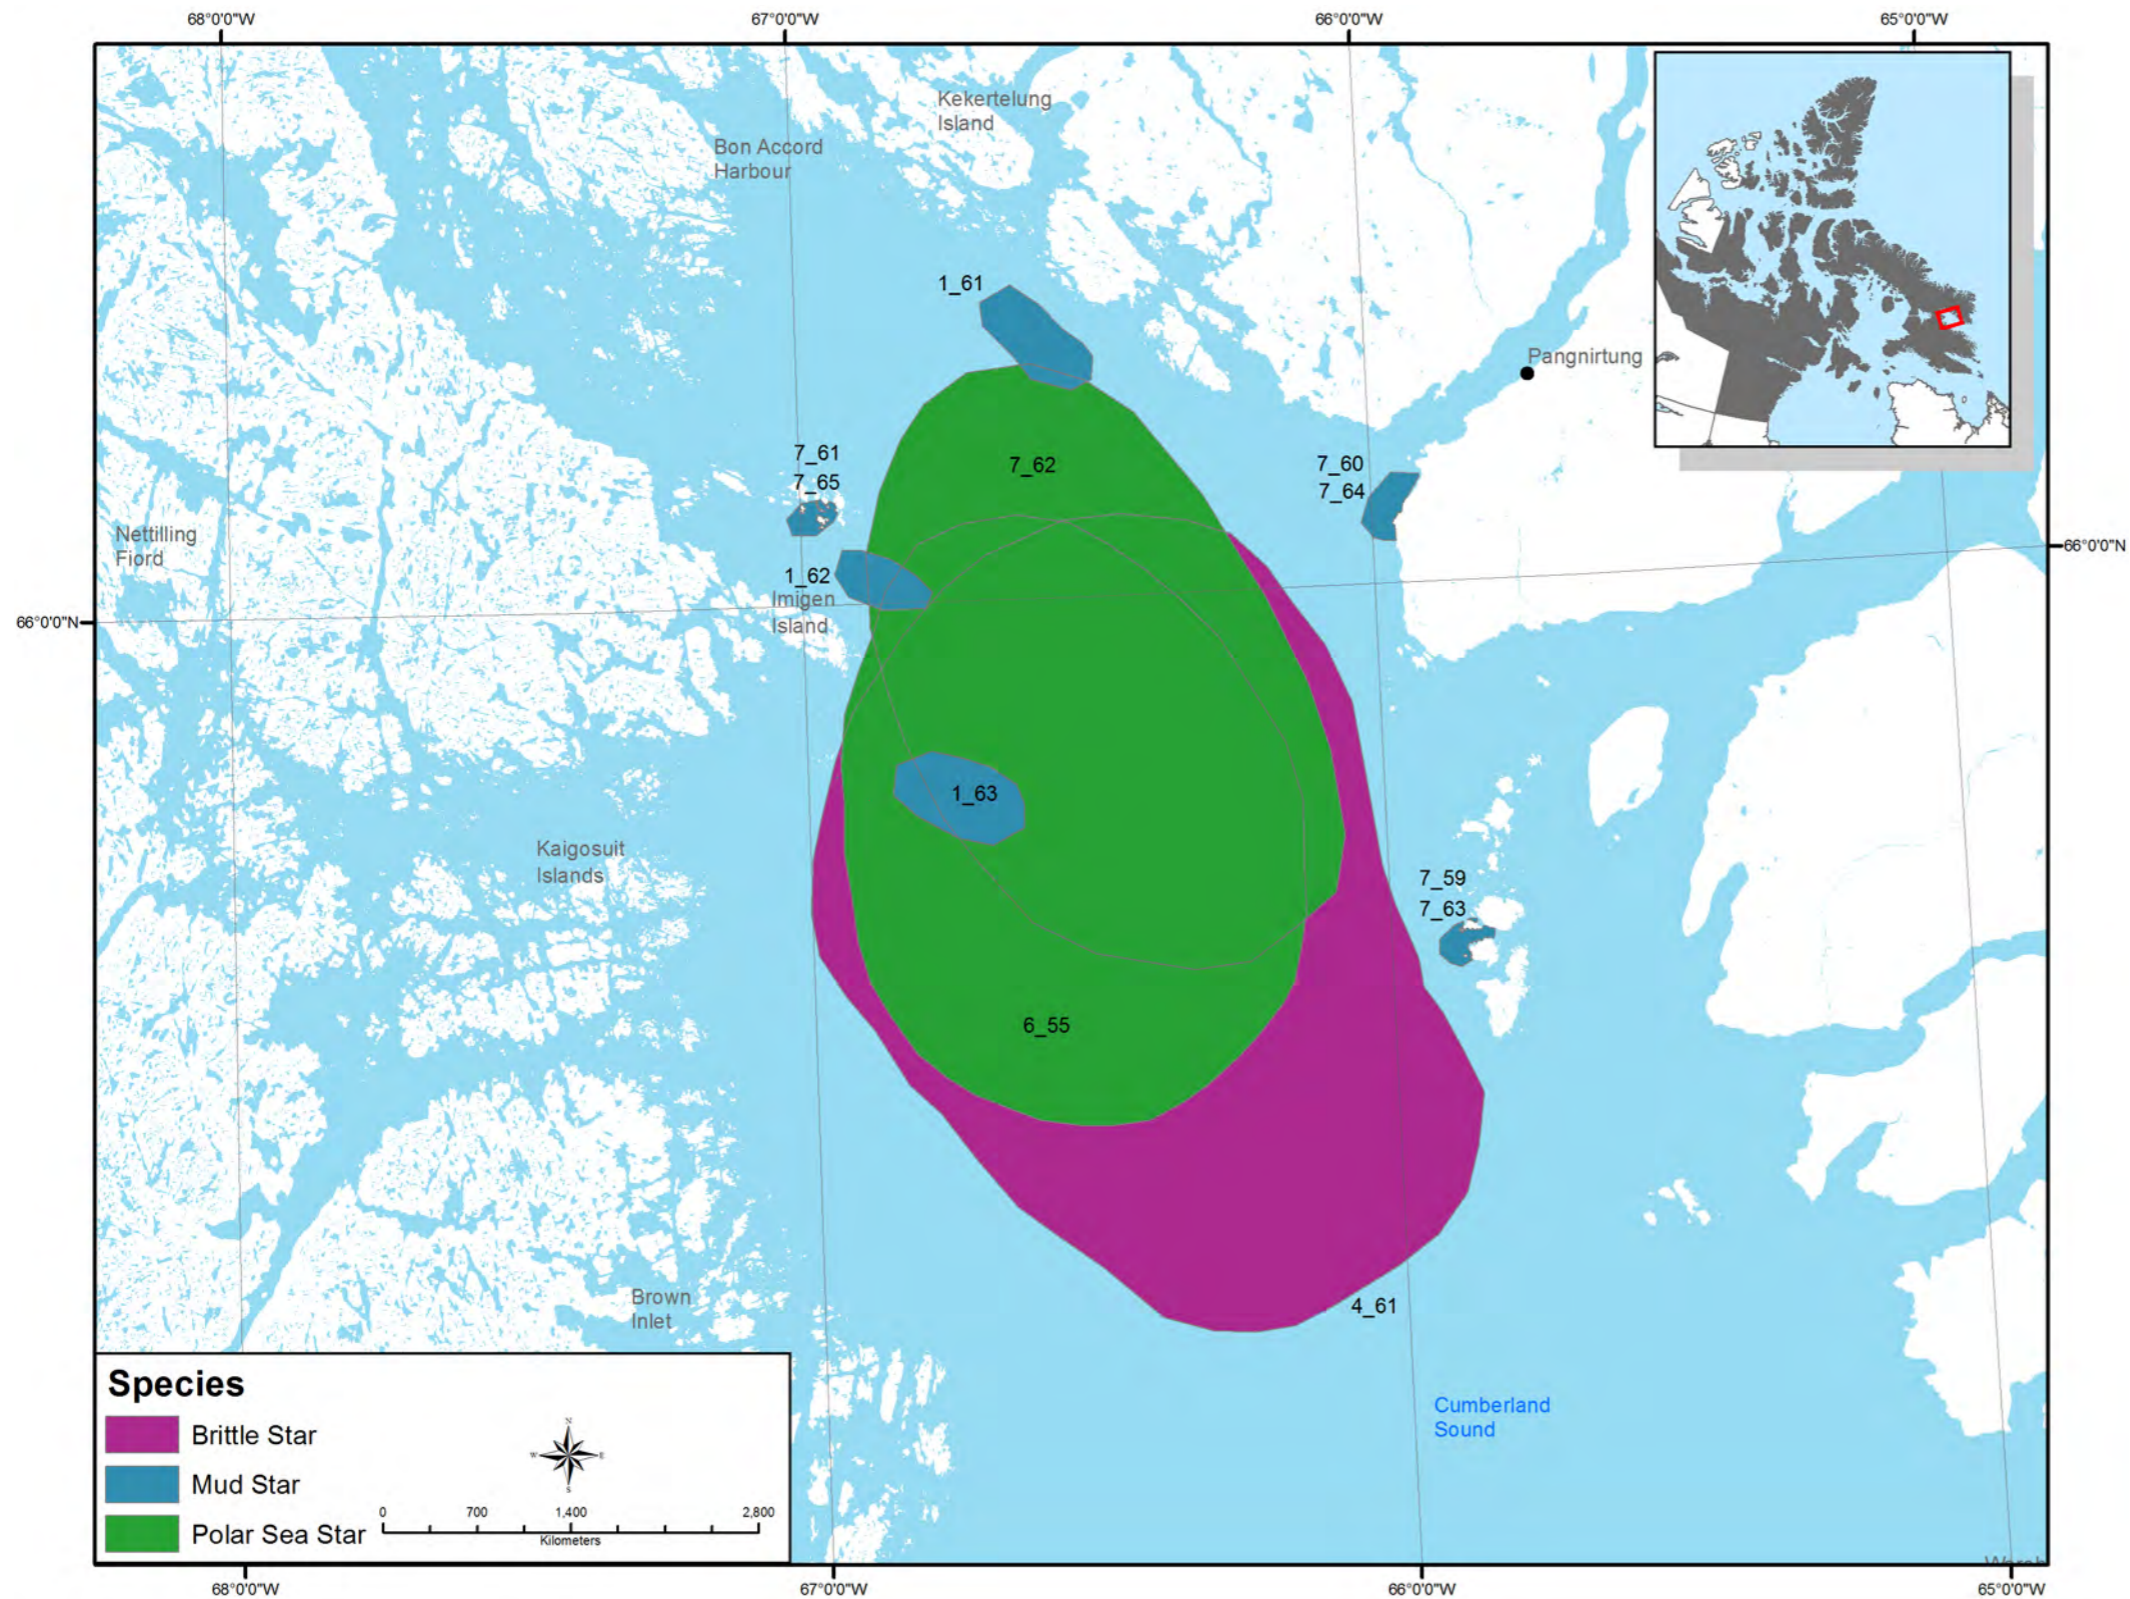 68°0'0"W
67°0'0"W
66°0'0"W
65°0'0"W
Kekertelung
Island
Bon Accord
Harbour
1_61
Pangnirtung
7_61
7_65
7_62
7_60
7_64
Nettilling
Fiord
66°0'0"N
1_62
Imigen
Island
66°0'0"N
1_63
Kaigosuit
Islands
7_59
7_63
6_55
Brown
Inlet
4_61
Cumberland
Sound
Species
Brittle Star
Mud Star
Polar Sea Star
N
W
E
S
0
700
1,400
2,800
Kilometers
68°0'0"W
67°0'0"W
66°0'0"W
65°0'0"W